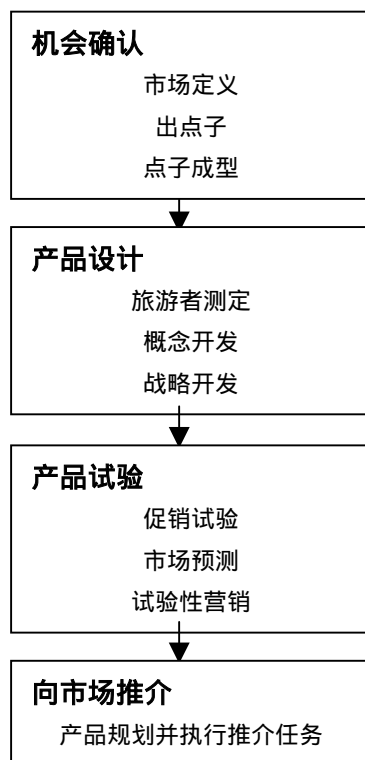 机会确认
市场定义
出点子
点子成型
产品设计
旅游者测定
概念开发
战略开发
产品试验
促销试验
市场预测
试验性营销
向市场推介
产品规划并执行推介任务